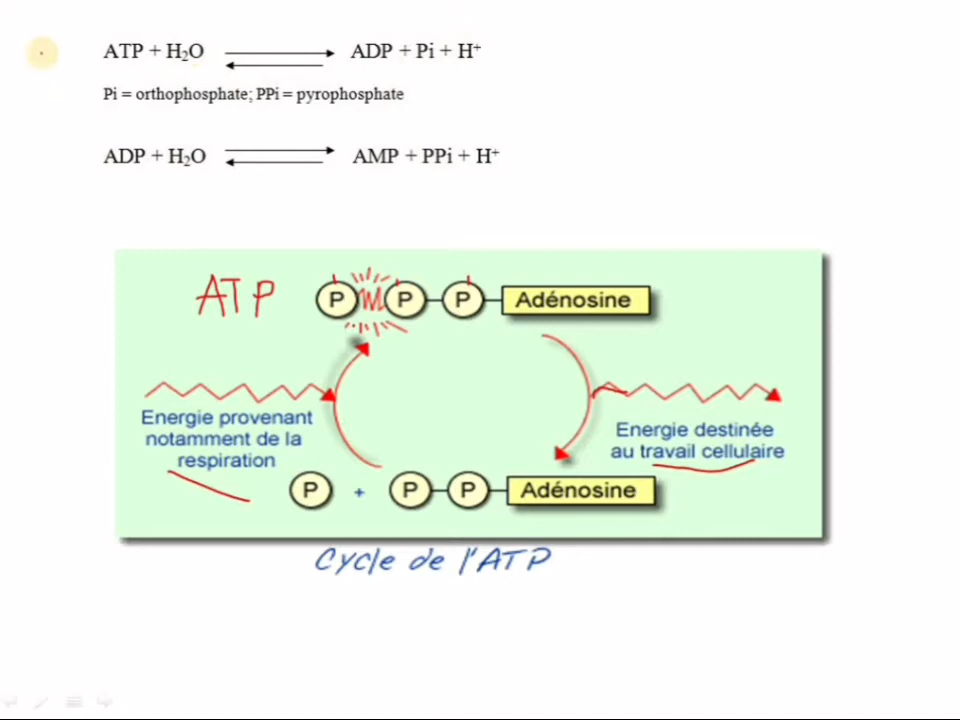 ATP + H₂O ⇌ ADP + Pi + H⁺
Pi = orthophosphate; PPi = pyrophosphate
ADP + H₂O ⇌ AMP + PPi + H⁺
ATP P P P Adénosine
Energie provenant
notamment de la
respiration
Energie destinée
au travail cellulaire
P + P P Adénosine
Cycle de l'ATP